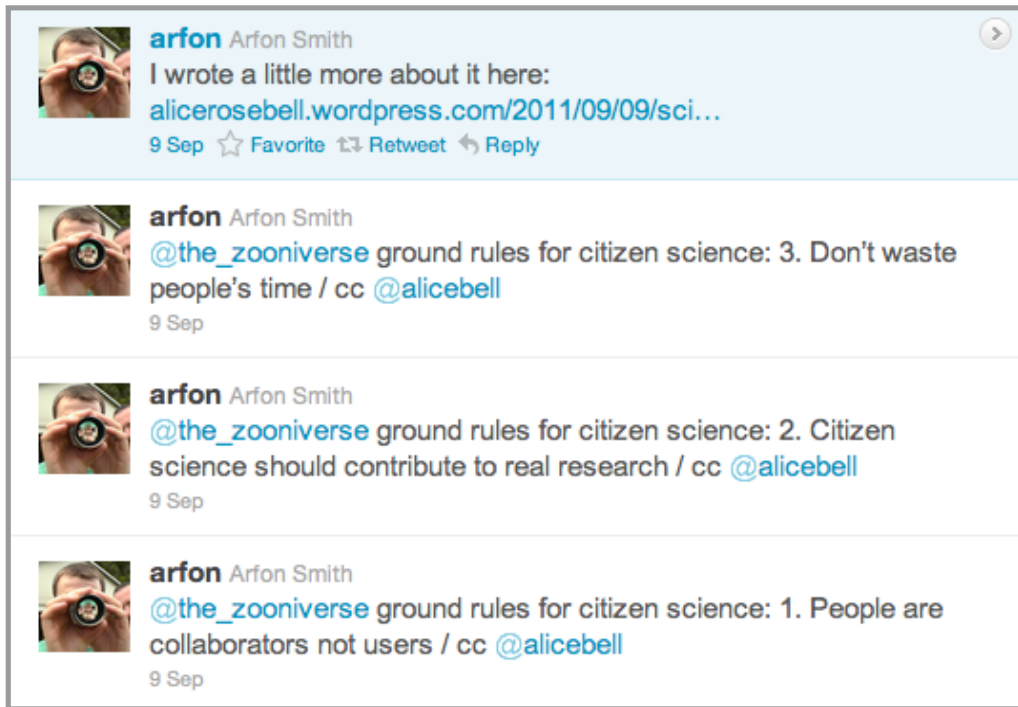 arfon Arfon Smith
I wrote a little more about it here:
alicerosebell.wordpress.com/2011/09/09/sci…
9 Sep Favorite Retweet Reply
arfon Arfon Smith
@the_zooniverse ground rules for citizen science: 3. Don't waste
people's time / cc @alicebell
9 Sep
arfon Arfon Smith
@the_zooniverse ground rules for citizen science: 2. Citizen
science should contribute to real research / cc @alicebell
9 Sep
arfon Arfon Smith
@the_zooniverse ground rules for citizen science: 1. People are
collaborators not users / cc @alicebell
9 Sep